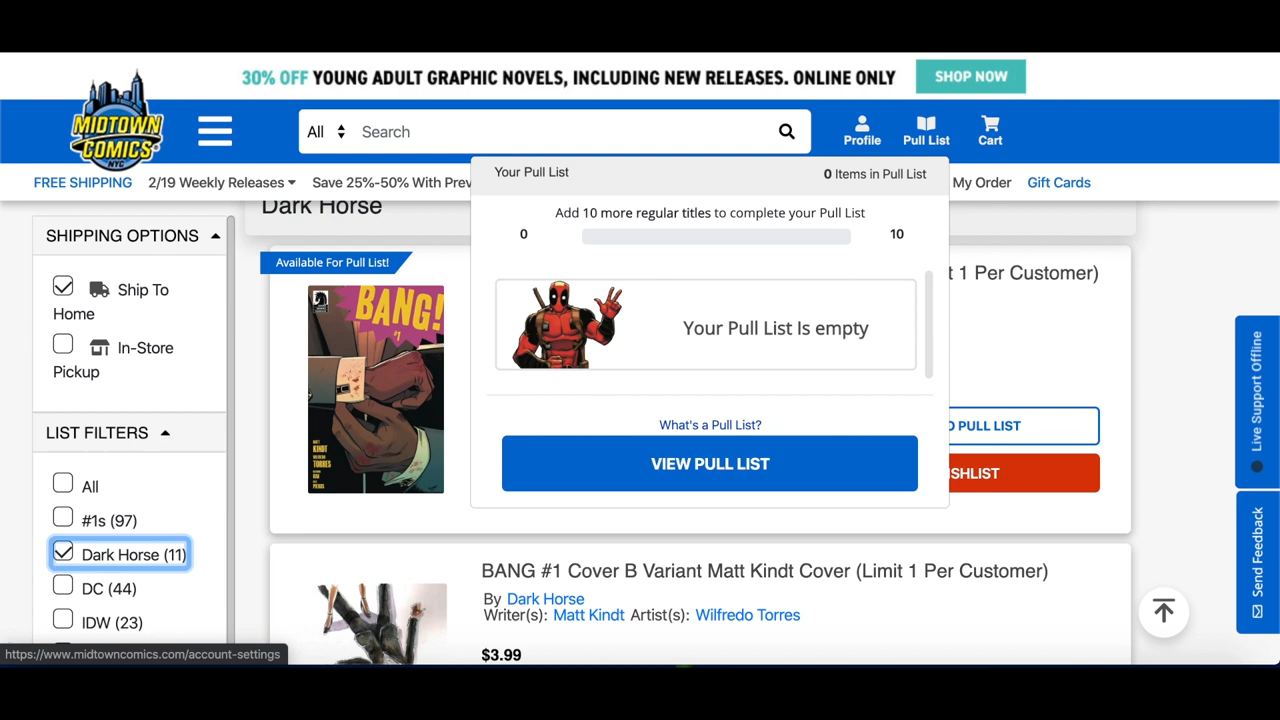 30% OFF YOUNG ADULT GRAPHIC NOVELS, INCLUDING NEW RELEASES. ONLINE ONLY SHOP NOW
MIDTOWN COMICS NYC
All Search
Profile Pull List Cart
FREE SHIPPING 2/19 Weekly Releases Save 25%-50% With Prev My Order Gift Cards
Your Pull List 0 Items in Pull List
Add 10 more regular titles to complete your Pull List
0 10
Your Pull List Is empty
What's a Pull List?
VIEW PULL LIST
SHIPPING OPTIONS
Ship To
Home
In-Store
Pickup
LIST FILTERS
All
#1s (97)
Dark Horse (11)
DC (44)
IDW (23)
Dark Horse
Available For Pull List!
BANG!
#1
MATT
KINDT
WILFREDO
TORRES
t 1 Per Customer)
O PULL LIST
ISHLIST
BANG #1 Cover B Variant Matt Kindt Cover (Limit 1 Per Customer)
By Dark Horse
Writer(s): Matt Kindt Artist(s): Wilfredo Torres
$3.99
Live Support Offline
Send Feedback
https://www.midtowncomics.com/account-settings